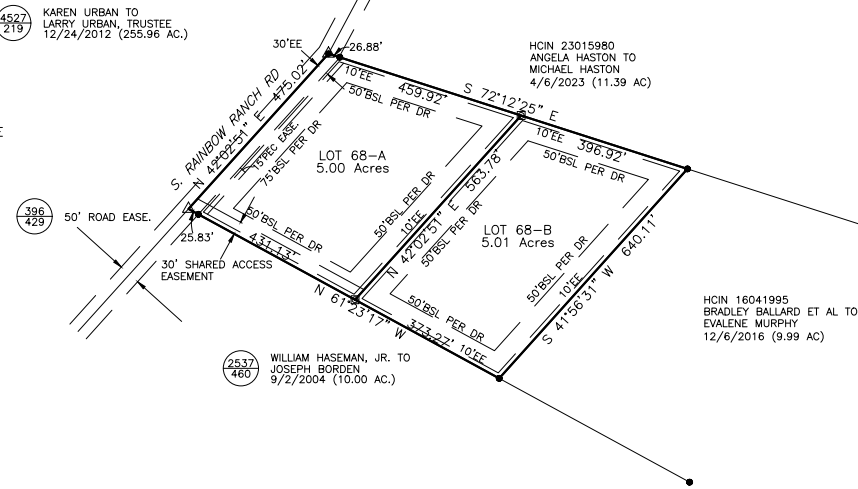 4527
219
KAREN URBAN TO
LARRY URBAN, TRUSTEE
12/24/2012 (255.96 AC.)
30'EE
26.88'
HCIN 23015980
ANGELA HASTON TO
MICHAEL HASTON
4/6/2023 (11.39 AC)
S. RAINBOW RANCH RD
N 42°02'51" E 475.02'
10'EE
50'BSL PER DR
459.92'
S 72°12'25" E
10'EE
396.92'
50'BSL PER DR
15'PEC EASE.
75'BSL PER DR
LOT 68-A
5.00 Acres
50'BSL PER DR
10'EE
N 42°02'51" E 563.78'
50'BSL PER DR
LOT 68-B
5.01 Acres
50'BSL PER DR
10'EE
S 41°56'31" W 640.11'
396
429
50' ROAD EASE.
25.83'
50'BSL PER DR
431.13'
30' SHARED ACCESS
EASEMENT
N 61°23'17" W
50'BSL PER DR
373.27'
10'EE
HCIN 16041995
BRADLEY BALLARD ET AL TO
EVALENE MURPHY
12/6/2016 (9.99 AC)
2537
460
WILLIAM HASEMAN, JR. TO
JOSEPH BORDEN
9/2/2004 (10.00 AC.)
E